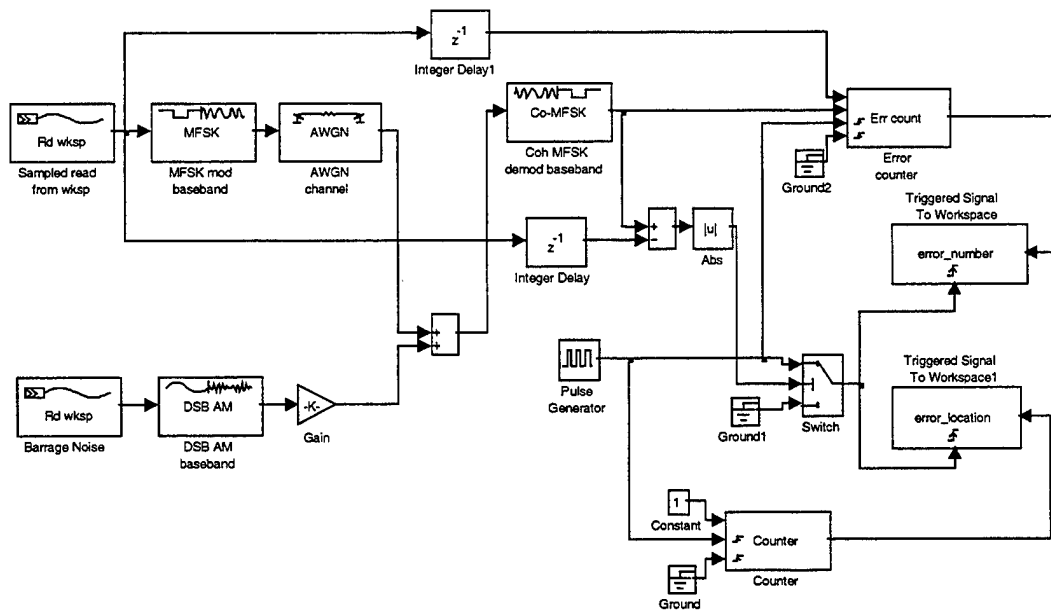 z-1
Integer Delay1
Rd wksp
Sampled read
from wksp
MFSK
MFSK mod
baseband
AWGN
AWGN
channel
Co-MFSK
Coh MFSK
demod baseband
Err count
Error
counter
Ground2
z-1
Integer Delay
+
−
|u|
Abs
Triggered Signal
To Workspace
error_number
+
+
Rd wksp
Barrage Noise
DSB AM
DSB AM
baseband
-K-
Gain
Pulse
Generator
Ground1
Switch
Triggered Signal
To Workspace1
error_location
1
Constant
Counter
Counter
Ground